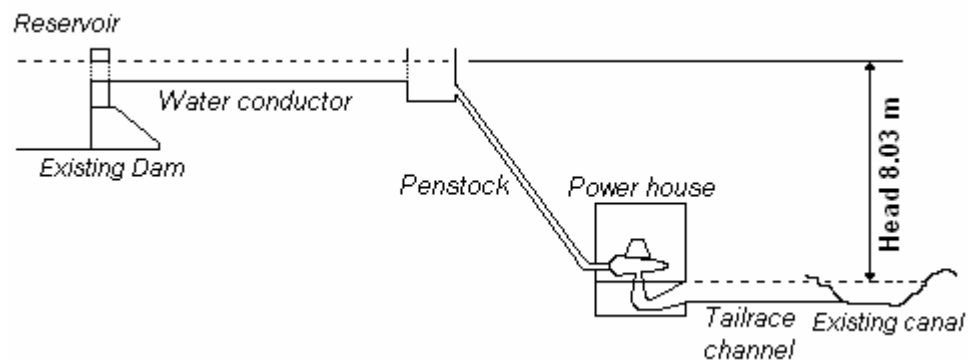 Reservoir
Water conductor
Existing Dam
Penstock
Power house
Head 8.03 m
Tailrace
channel
Existing canal